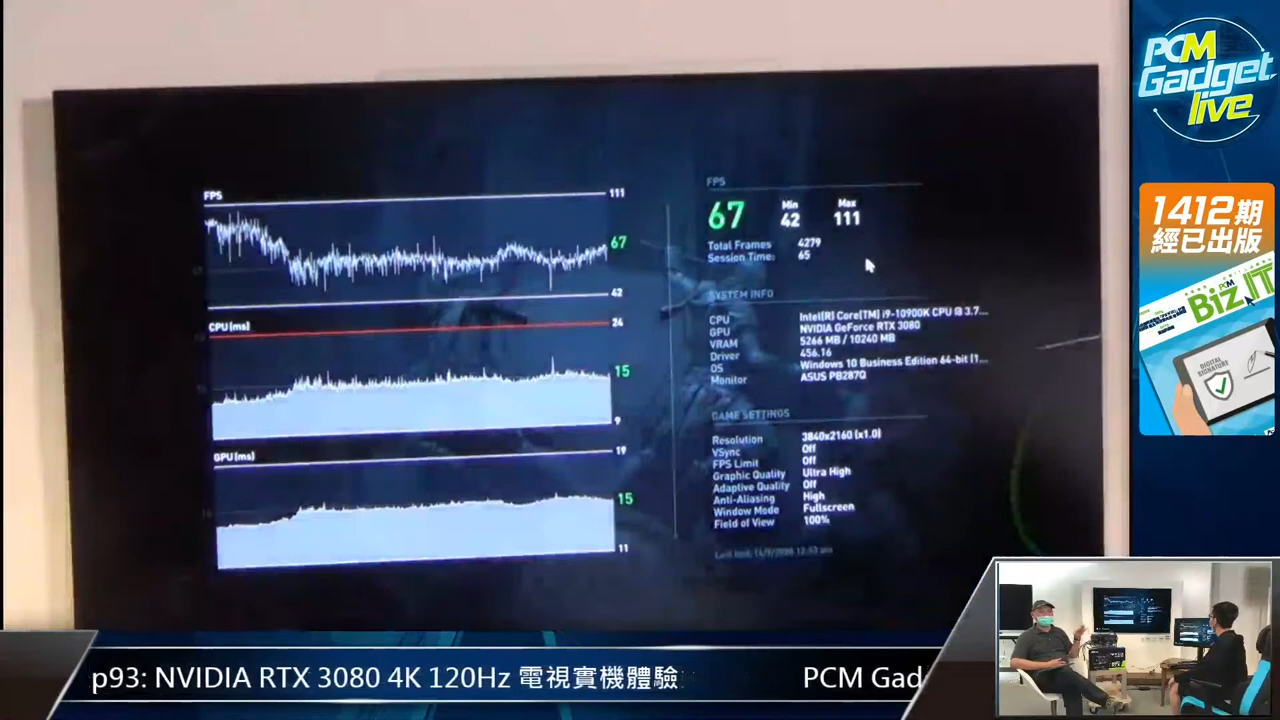 FPS
111
67
42
CPU(ms)
24
15
9
GPU(ms)
19
15
11
FPS
67
Min
42
Max
111
Total Frames 4279
Session Time: 65
SYSTEM INFO
CPU Intel(R) Core(TM) i9-10900K CPU @ 3.7...
GPU NVIDIA GeForce RTX 3080
VRAM 5266 MB / 10240 MB
Driver 456.16
OS Windows 10 Business Edition 64-bit (1...
Monitor ASUS PB287Q
GAME SETTINGS
Resolution 3840x2160 (x1.0)
VSync Off
FPS Limit Off
Graphic Quality Ultra High
Adaptive Quality Off
Anti-Aliasing High
Window Mode Fullscreen
Field of View 100%
PCM
Gadget
live
1412期
經已出版
PCM
Biz IT
DIGITAL
SIGNATURE
p93: NVIDIA RTX 3080 4K 120Hz 電視實機體驗
PCM Gad